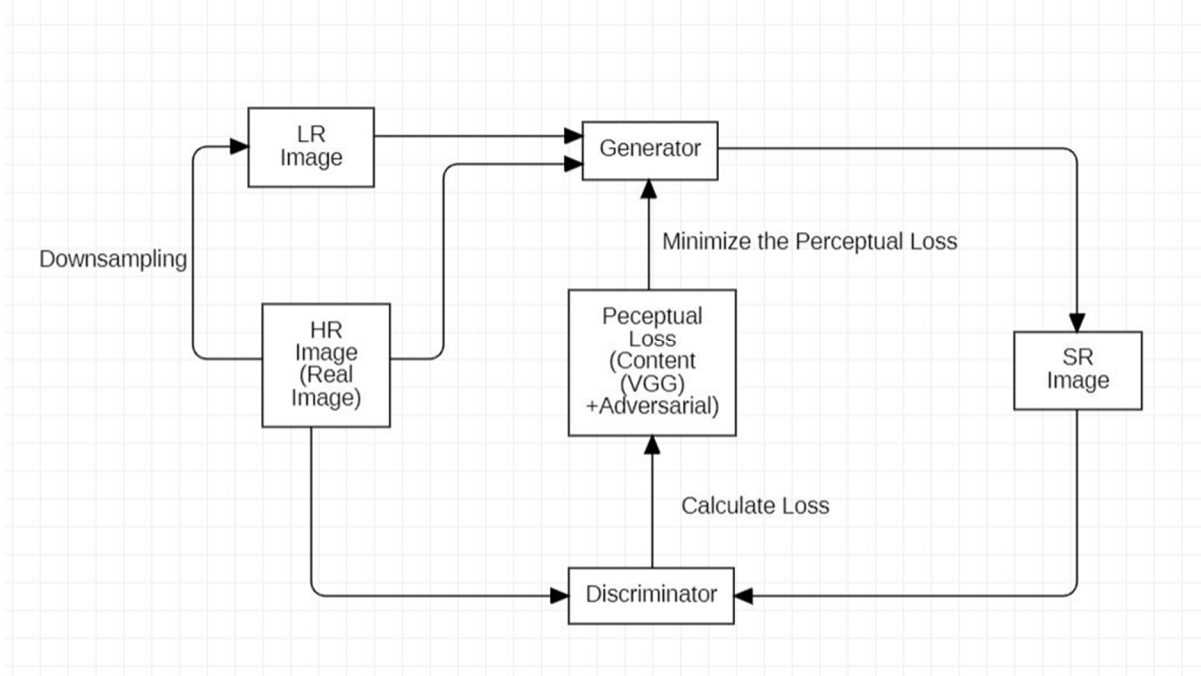 LR
Image
Generator
Minimize the Perceptual Loss
Downsampling
HR
Image
(Real
Image)
Peceptual
Loss
(Content
(VGG)
+Adversarial)
SR
Image
Calculate Loss
Discriminator